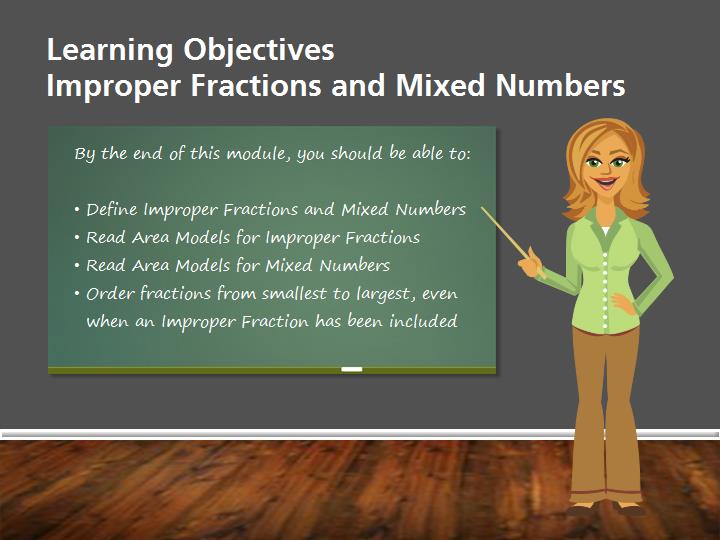 Learning Objectives
Improper Fractions and Mixed Numbers
By the end of this module, you should be able to:
• Define Improper Fractions and Mixed Numbers
• Read Area Models for Improper Fractions
• Read Area Models for Mixed Numbers
• Order fractions from smallest to largest, even
when an Improper Fraction has been included